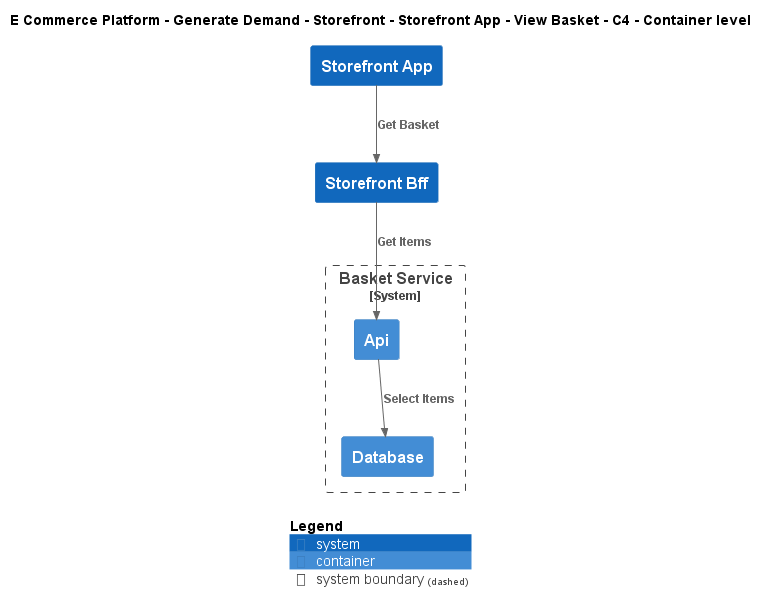 E Commerce Platform - Generate Demand - Storefront - Storefront App - View Basket - C4 - Container level
Storefront App
Get Basket
Storefront Bff
Get Items
Basket Service
[System]
Api
Select Items
Database
Legend
system
container
system boundary (dashed)